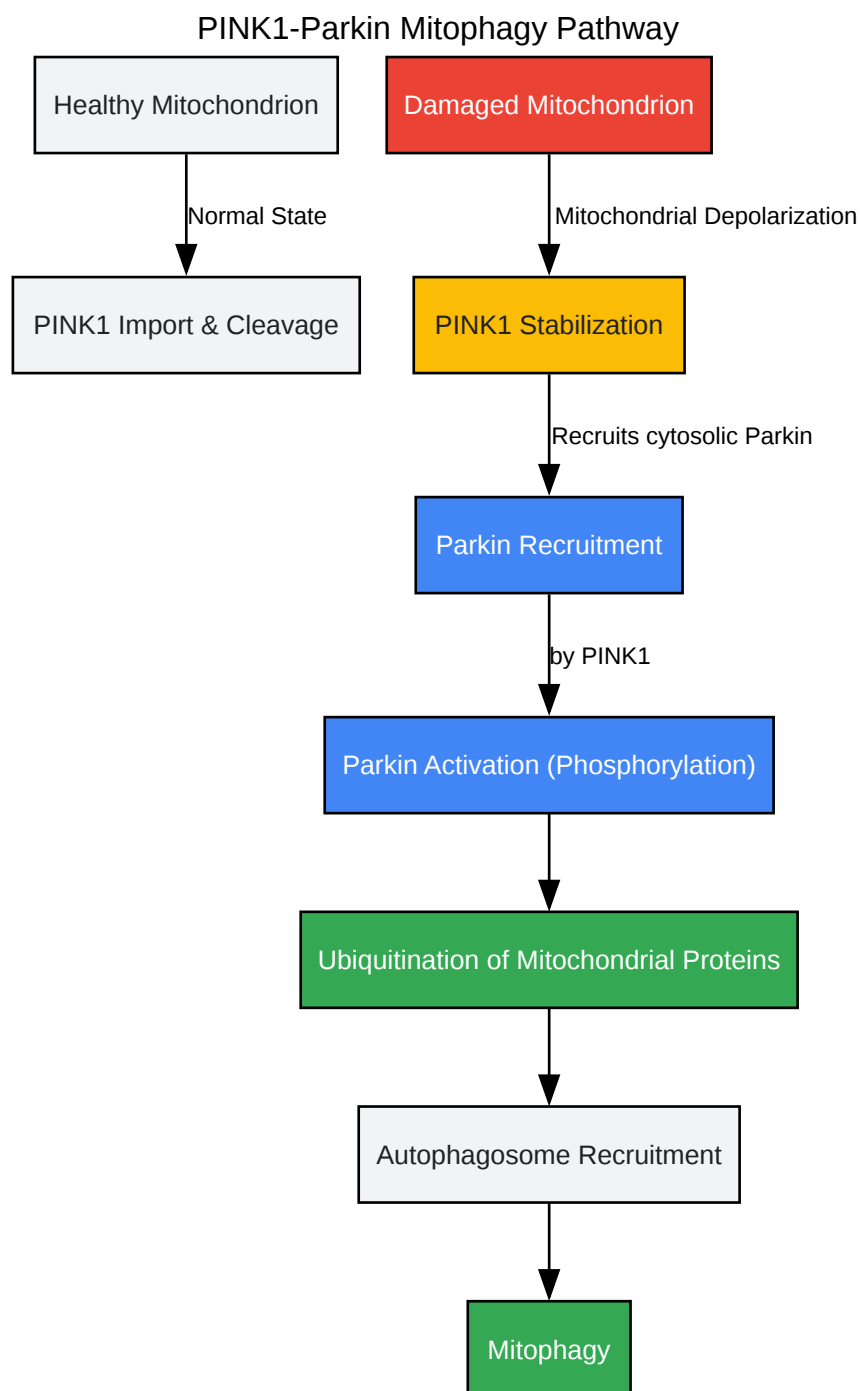 PINK1-Parkin Mitophagy Pathway
Healthy Mitochondrion
Damaged Mitochondrion
Normal State
Mitochondrial Depolarization
PINK1 Import & Cleavage
PINK1 Stabilization
Recruits cytosolic Parkin
Parkin Recruitment
by PINK1
Parkin Activation (Phosphorylation)
Ubiquitination of Mitochondrial Proteins
Autophagosome Recruitment
Mitophagy